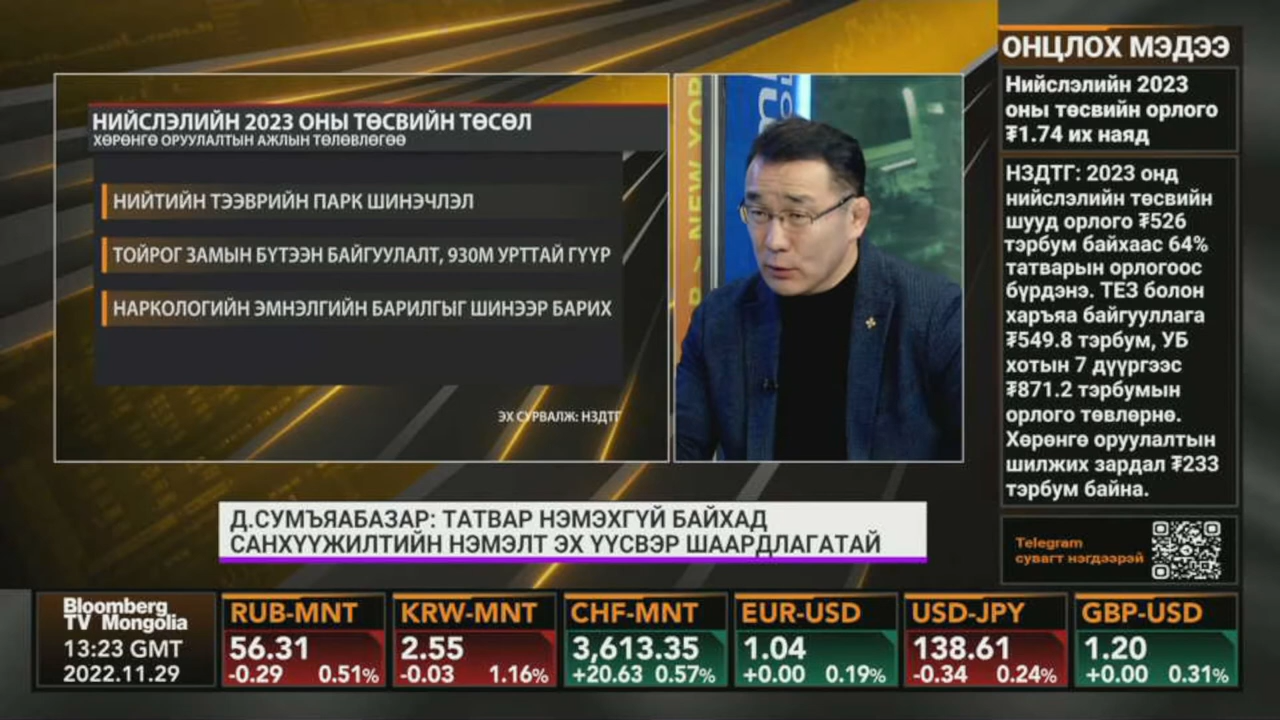 НИЙСЛЭЛИЙН 2023 ОНЫ ТӨСВИЙН ТӨСӨЛ
ХӨРӨНГӨ ОРУУЛАЛТЫН АЖЛЫН ТӨЛӨВЛӨГӨӨ
НИЙТИЙН ТЭЭВРИЙН ПАРК ШИНЭЧЛЭЛ
ТОЙРОГ ЗАМЫН БҮТЭЭН БАЙГУУЛАЛТ, 930М УРТТАЙ ГҮҮР
НАРКОЛОГИЙН ЭМНЭЛГИЙН БАРИЛГЫГ ШИНЭЭР БАРИХ
ЭХ СУРВАЛЖ: НЗДТГ
NEW YOR
ОНЦЛОХ МЭДЭЭ
Нийслэлийн 2023
оны төсвийн орлого
₮1.74 их наяд
НЗДТГ: 2023 онд
нийслэлийн төсвийн
шууд орлого ₮526
тэрбум байхаас 64%
татварын орлогоос
бүрдэнэ. ТЕЗ болон
харъяа байгууллага
₮549.8 тэрбум, УБ
хотын 7 дүүргээс
₮871.2 тэрбумын
орлого төвлөрнө.
Хөрөнгө оруулалтын
шилжих зардал ₮233
тэрбум байна.
Telegram
сувагт нэгдээрэй
Д.СУМЪЯАБАЗАР: ТАТВАР НЭМЭХГҮЙ БАЙХАД
САНХҮҮЖИЛТИЙН НЭМЭЛТ ЭХ ҮҮСВЭР ШААРДЛАГАТАЙ
Bloomberg
TV Mongolia
13:23 GMT
2022.11.29
RUB-MNT
56.31
-0.29 0.51%
KRW-MNT
2.55
-0.03 1.16%
CHF-MNT
3,613.35
+20.63 0.57%
EUR-USD
1.04
+0.00 0.19%
USD-JPY
138.61
-0.34 0.24%
GBP-USD
1.20
+0.00 0.31%